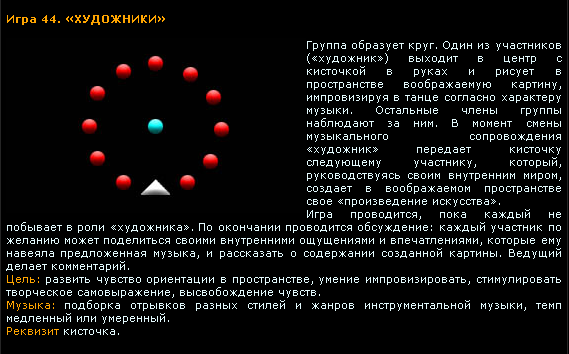 Игра 44. «ХУДОЖНИКИ»
Группа образует круг. Один из участников
(«художник») выходит в центр с
кисточкой в руках и рисует в
пространстве воображаемую картину,
импровизируя в танце согласно характеру
музыки. Остальные члены группы
наблюдают за ним. В момент смены
музыкального сопровождения
«художник» передает кисточку
следующему участнику, который,
руководствуясь своим внутренним миром,
создает в воображаемом пространстве
свое «произведение искусства».
Игра проводится, пока каждый не
побывает в роли «художника». По окончании проводится обсуждение: каждый участник по
желанию может поделиться своими внутренними ощущениями и впечатлениями, которые ему
навеяла предложенная музыка, и рассказать о содержании созданной картины. Ведущий
делает комментарий.
Цель: развить чувство ориентации в пространстве, умение импровизировать, стимулировать
творческое самовыражение, высвобождение чувств.
Музыка: подборка отрывков разных стилей и жанров инструментальной музыки, темп
медленный или умеренный.
Реквизит кисточка.